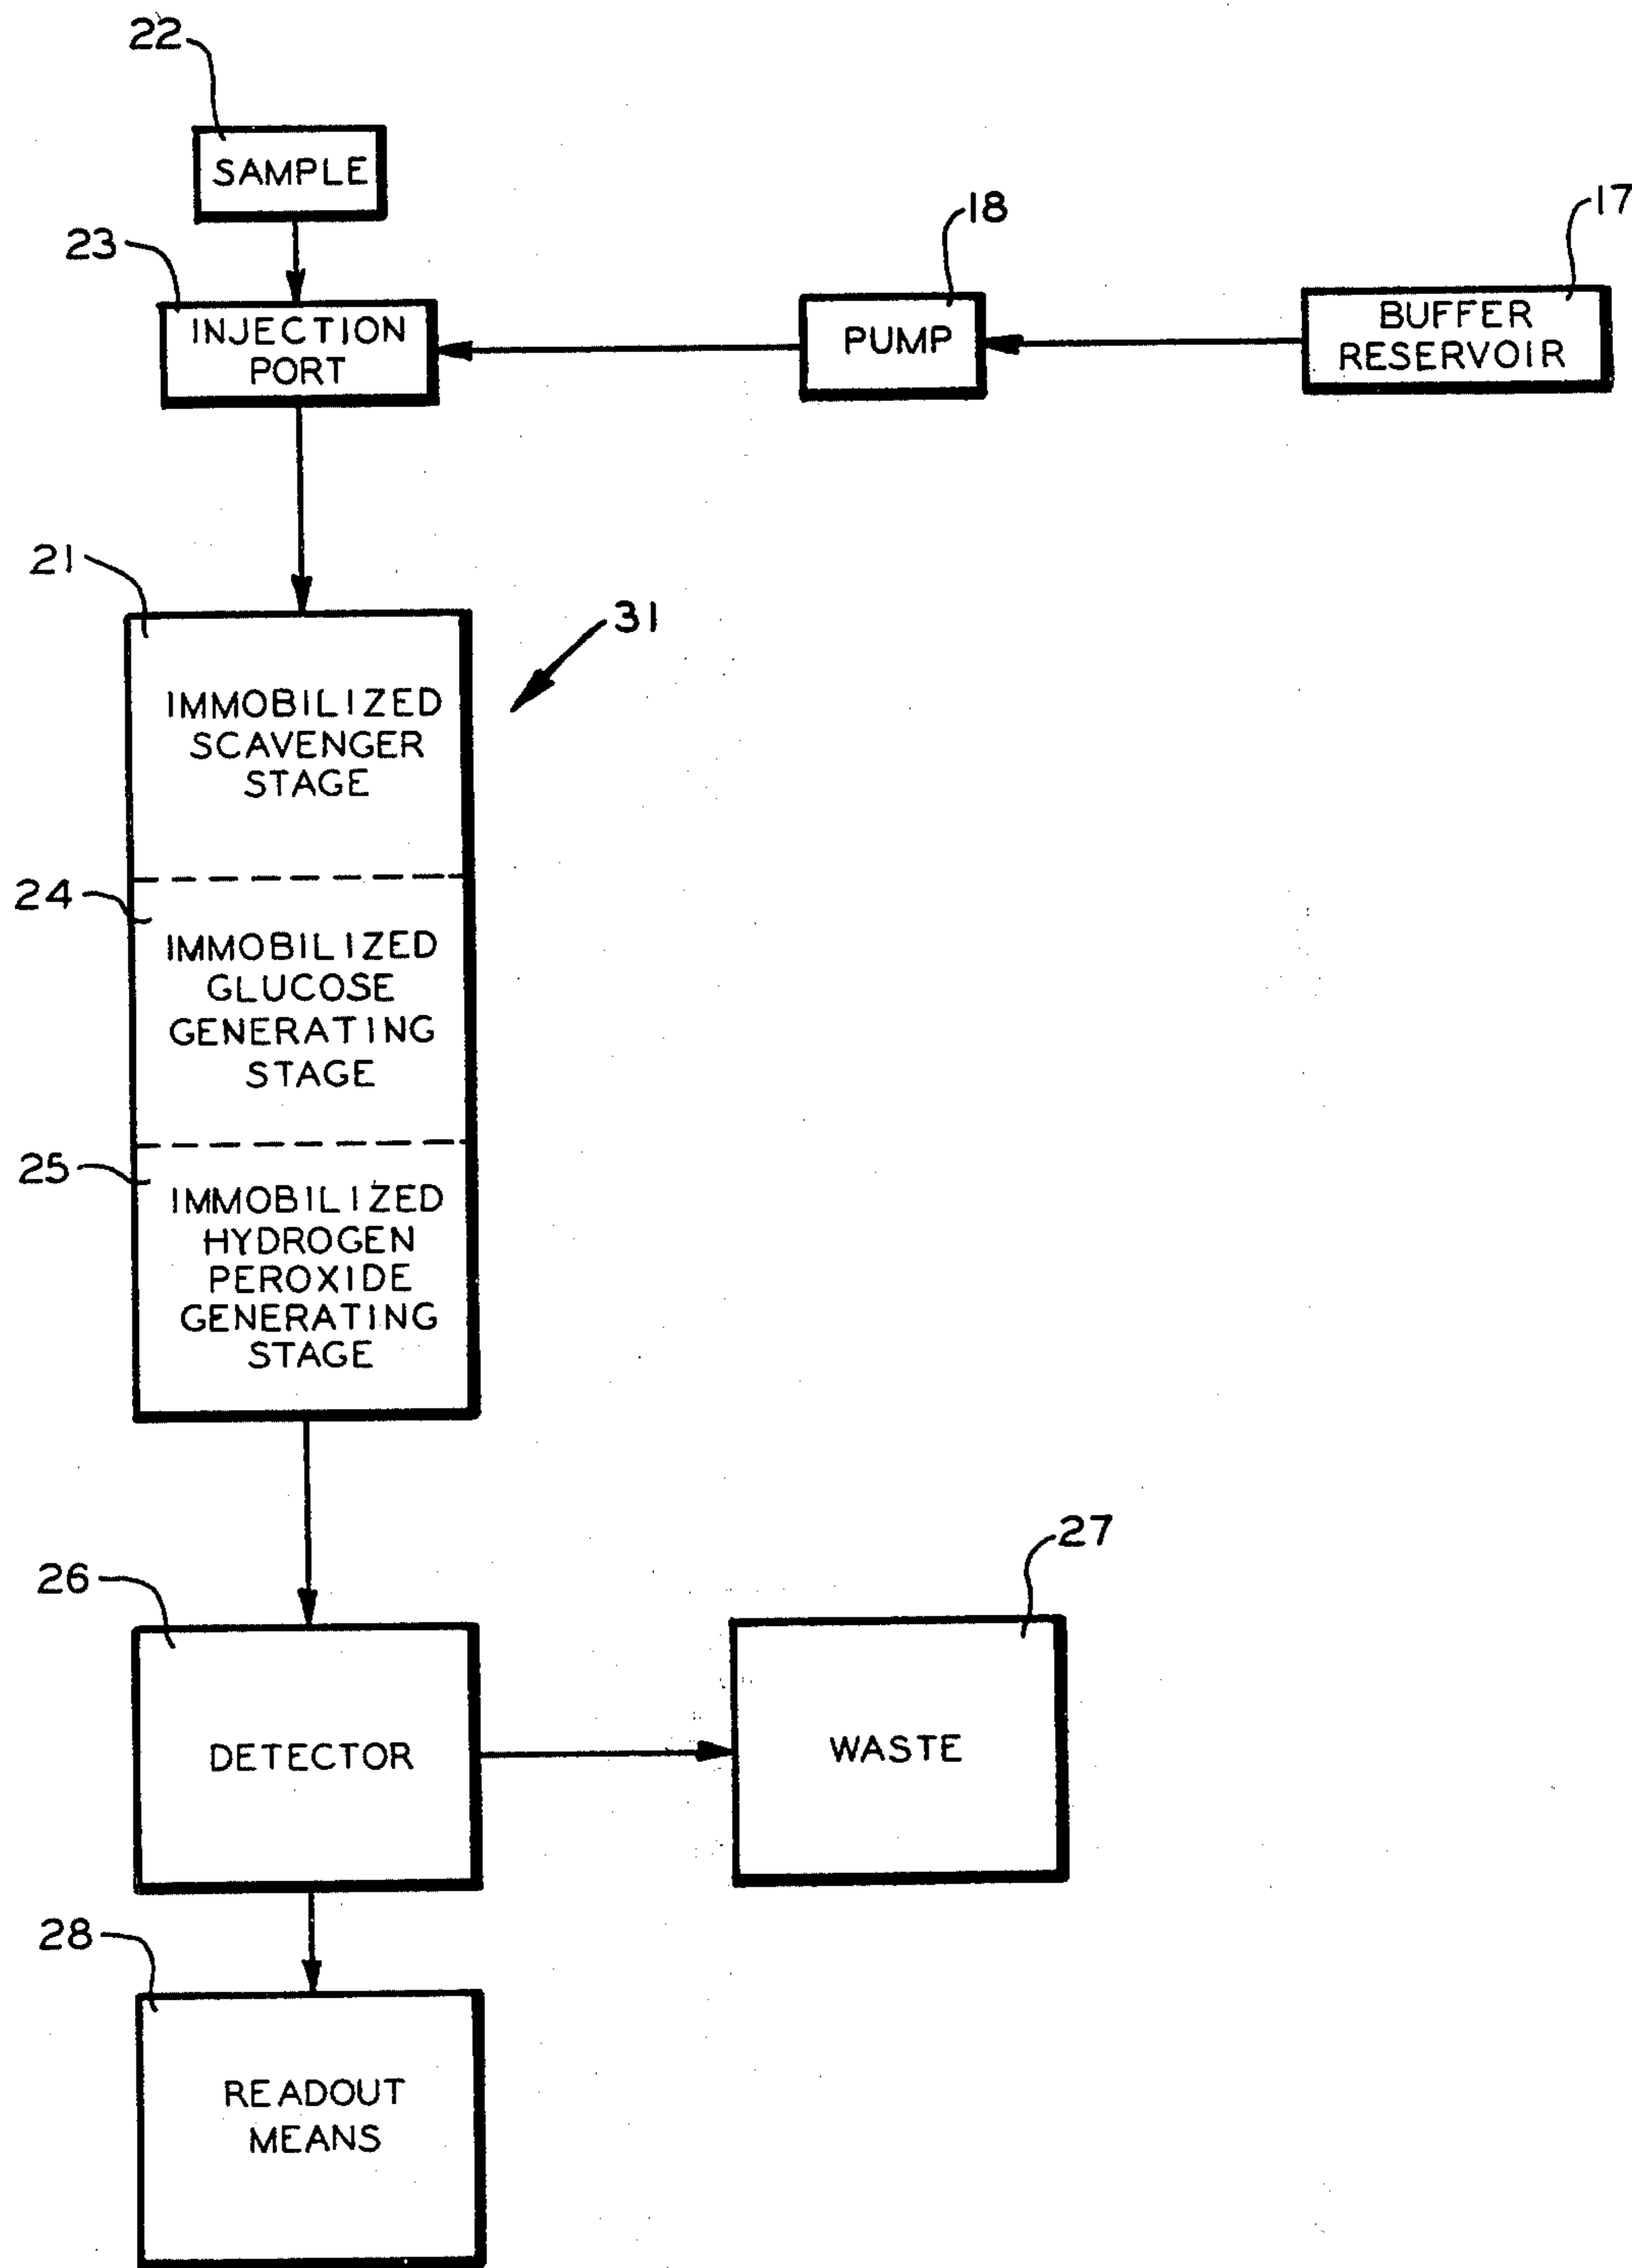 22
SAMPLE
23
INJECTION
PORT
18
PUMP
17
BUFFER
RESERVOIR
21
31
IMMOBILIZED
SCAVENGER
STAGE
24
IMMOBILIZED
GLUCOSE
GENERATING
STAGE
25
IMMOBILIZED
HYDROGEN
PEROXIDE
GENERATING
STAGE
26
DETECTOR
27
WASTE
28
READOUT
MEANS